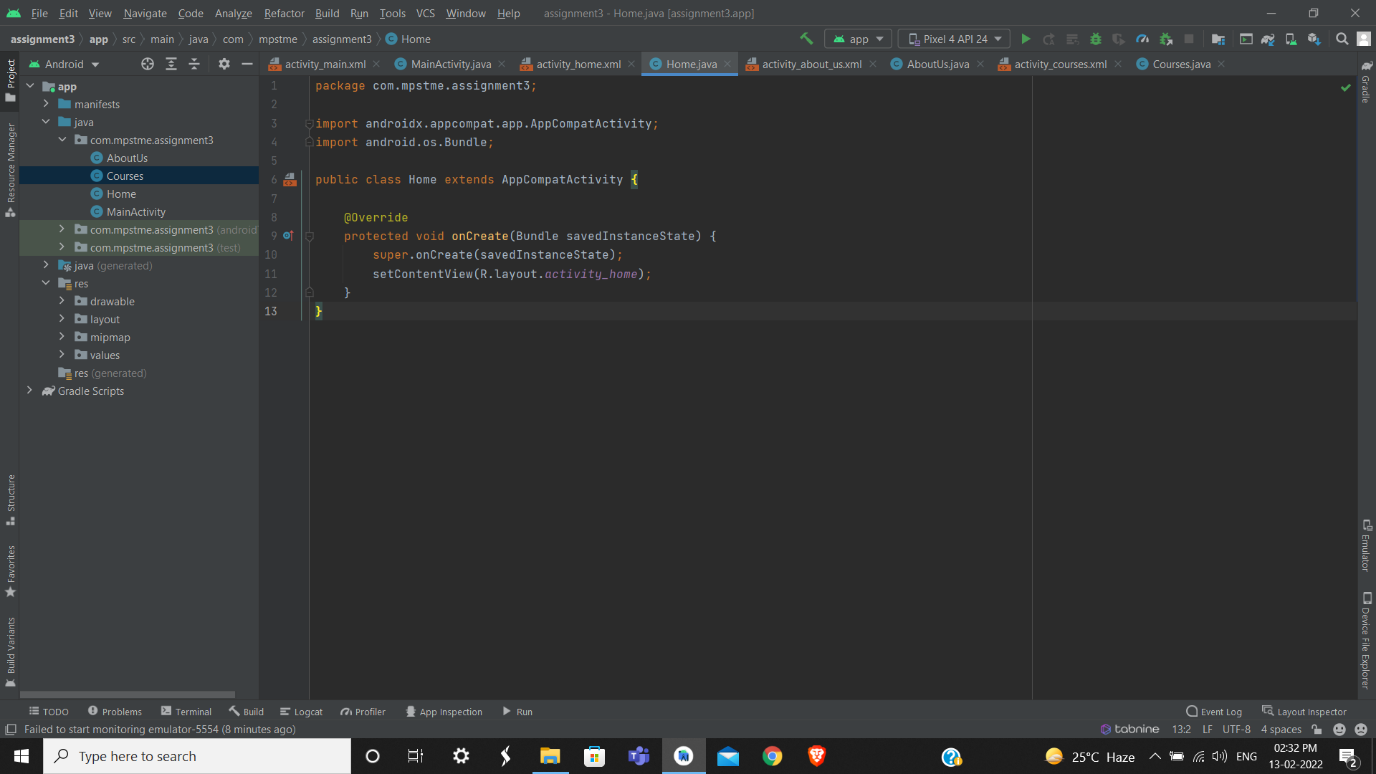 File Edit View Navigate Code Analyze Refactor Build Run Tools VCS Window Help assignment3 - Home.java [assignment3.app]
assignment3 app src main java com mpstme assignment3 Home app Pixel 4 API 24
Project
Resource Manager
Structure
Favorites
Build Variants
Android
app
manifests
java
com.mpstme.assignment3
AboutUs
Courses
Home
MainActivity
com.mpstme.assignment3 (android
com.mpstme.assignment3 (test)
java (generated)
res
drawable
layout
mipmap
values
res (generated)
Gradle Scripts
activity_main.xml MainActivity.java activity_home.xml Home.java activity_about_us.xml AboutUs.java activity_courses.xml Courses.java
1 package com.mpstme.assignment3;
2
3 import androidx.appcompat.app.AppCompatActivity;
4 import android.os.Bundle;
5
6 public class Home extends AppCompatActivity {
7
8 @Override
9 protected void onCreate(Bundle savedInstanceState) {
10 super.onCreate(savedInstanceState);
11 setContentView(R.layout.activity_home);
12 }
13 }
Gradle
Emulator
Device File Explorer
TODO Problems Terminal Build Logcat Profiler App Inspection Run Event Log Layout Inspector
Failed to start monitoring emulator-5554 (8 minutes ago) tabnine 13:2 LF UTF-8 4 spaces
Type here to search 25°C Haze ENG 02:32 PM
13-02-2022 2